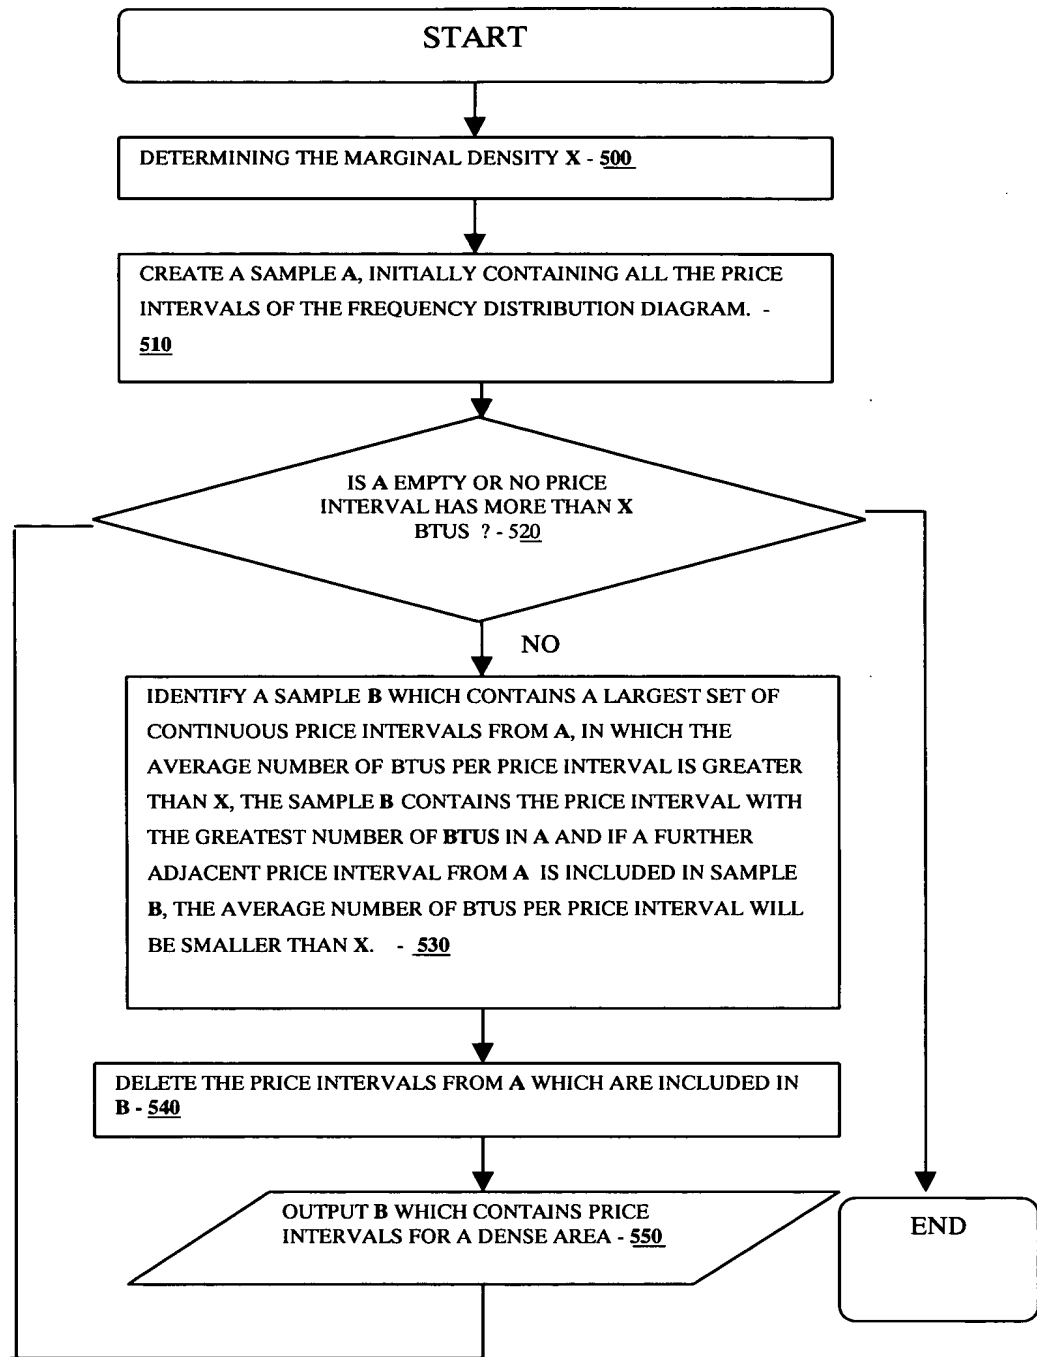 START
DETERMINING THE MARGINAL DENSITY X - 500
CREATE A SAMPLE A, INITIALLY CONTAINING ALL THE PRICE
INTERVALS OF THE FREQUENCY DISTRIBUTION DIAGRAM. -
510
IS A EMPTY OR NO PRICE
INTERVAL HAS MORE THAN X
BTUS ? - 520
NO
IDENTIFY A SAMPLE B WHICH CONTAINS A LARGEST SET OF
CONTINUOUS PRICE INTERVALS FROM A, IN WHICH THE
AVERAGE NUMBER OF BTUS PER PRICE INTERVAL IS GREATER
THAN X, THE SAMPLE B CONTAINS THE PRICE INTERVAL WITH
THE GREATEST NUMBER OF BTUS IN A AND IF A FURTHER
ADJACENT PRICE INTERVAL FROM A IS INCLUDED IN SAMPLE
B, THE AVERAGE NUMBER OF BTUS PER PRICE INTERVAL WILL
BE SMALLER THAN X. - 530
DELETE THE PRICE INTERVALS FROM A WHICH ARE INCLUDED IN
B - 540
OUTPUT B WHICH CONTAINS PRICE
INTERVALS FOR A DENSE AREA - 550
END